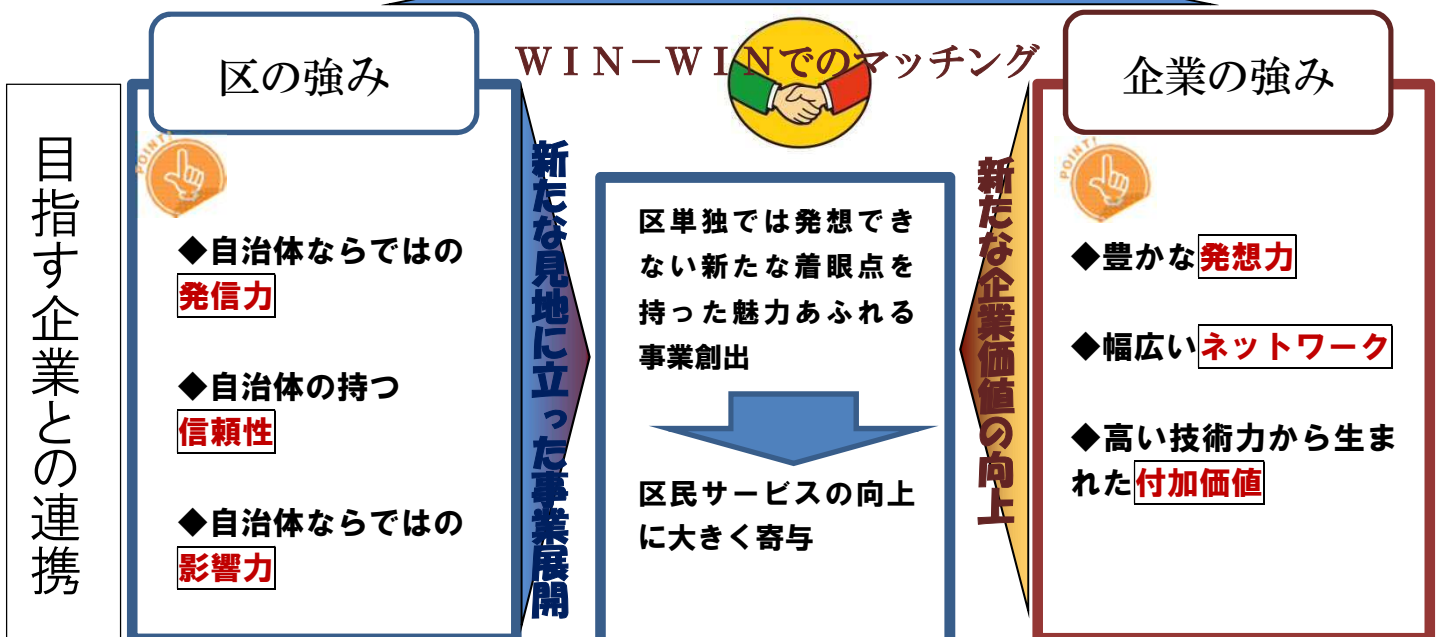 目指す企業との連携
区の強み
POINT!
◆自治体ならではの
発信力
◆自治体の持つ
信頼性
◆自治体ならではの
影響力
新たな見地に立った事業展開
ＷＩＮ－ＷＩＮでのマッチング
区単独では発想でき
ない新たな着眼点を
持った魅力あふれる
事業創出
区民サービスの向上
に大きく寄与
新たな企業価値の向上
企業の強み
POINT!
◆豊かな発想力
◆幅広いネットワーク
◆高い技術力から生ま
れた付加価値